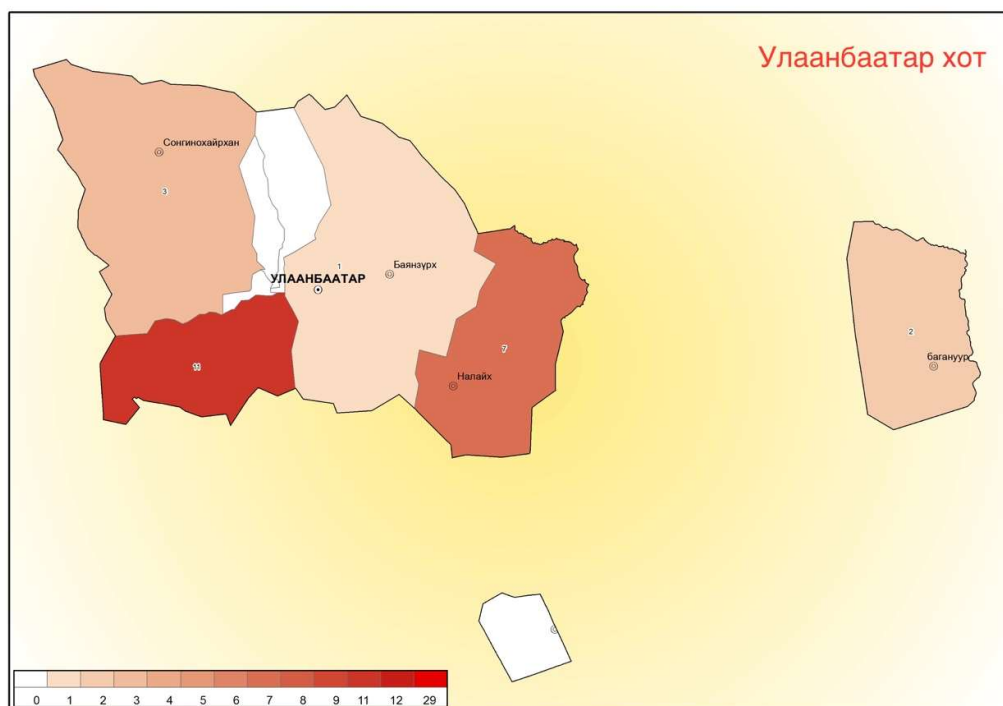 Улаанбаатар хот
Сонгинохайрхан
3
1
Баянзүрх
УЛААНБААТАР
7
2
багануур
11
Налайх
0 1 2 3 4 5 6 7 8 9 11 12 29